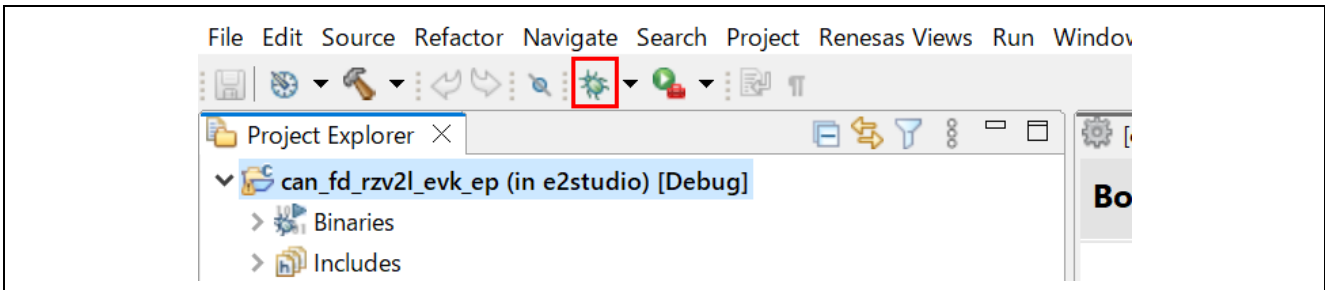 File Edit Source Refactor Navigate Search Project Renesas Views Run Window
Project Explorer
can_fd_rzv2l_evk_ep (in e2studio) [Debug]
Bo
Binaries
Includes